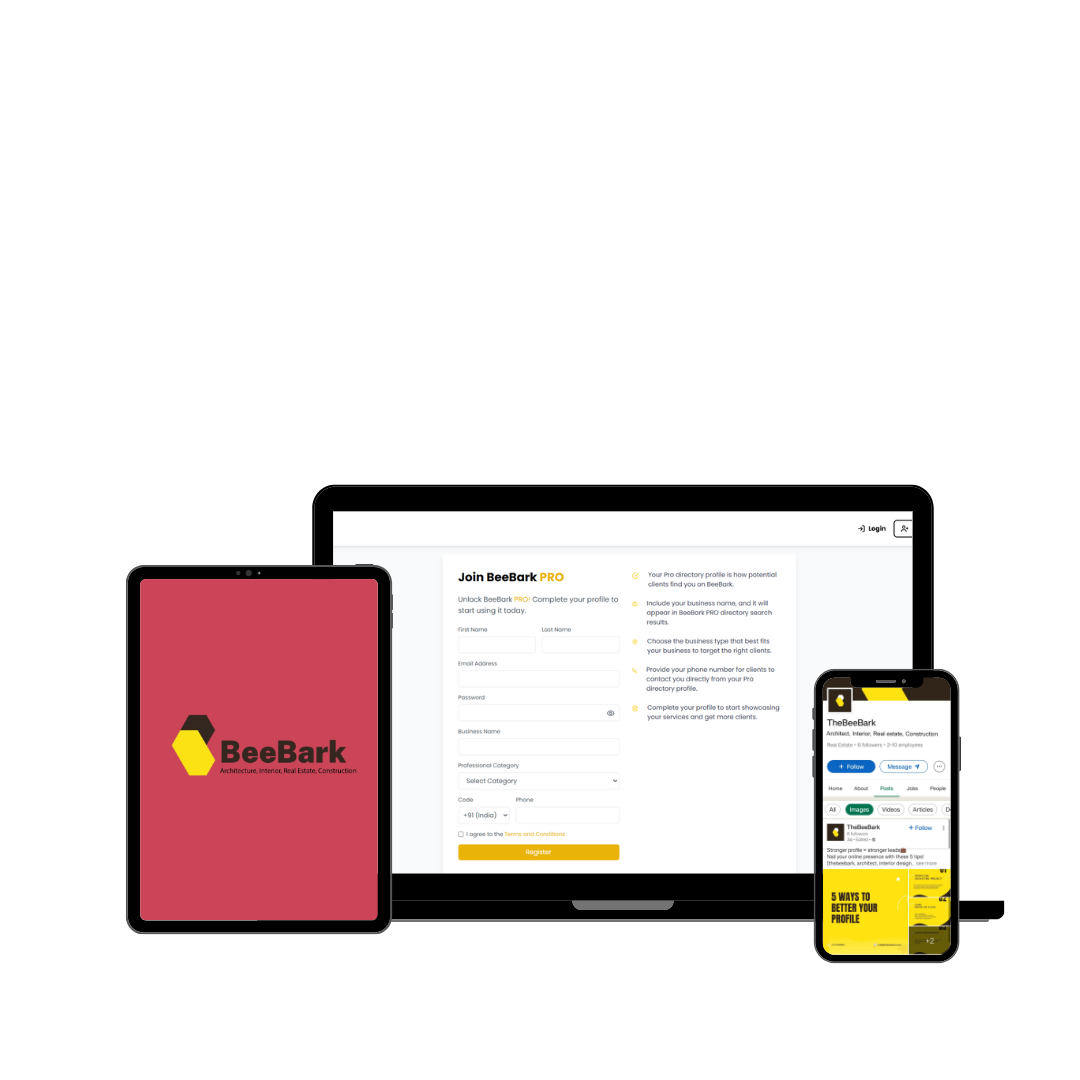 BeeBark
Architecture, Interior, Real Estate, Construction
Login
Join BeeBark PRO
Unlock BeeBark PRO! Complete your profile to
start using it today.
First Name
Last Name
Email Address
Password
Business Name
Professional Category
Select Category
Code
Phone
+91 (India)
I agree to the Terms and Conditions
Register
Your Pro directory profile is how potential
clients find you on BeeBark.
Include your business name, and it will
appear in BeeBark PRO directory search
results.
Choose the business type that best fits
your business to target the right clients.
Provide your phone number for clients to
contact you directly from your Pro
directory profile.
Complete your profile to start showcasing
your services and get more clients.
TheBeeBark
Architect, Interior, Real estate, Construction
Real Estate • 6 followers • 2-10 employees
+ Follow
Message
Home
About
Posts
Jobs
People
All
Images
Videos
Articles
D
TheBeeBark
6 followers
3d • Edited •
+ Follow
Stronger profile = stronger leads
Nail your online presence with these 5 tips!
[thebeebark, architect, interior design... see more
5 WAYS TO
BETTER YOUR
PROFILE
01
02
+2